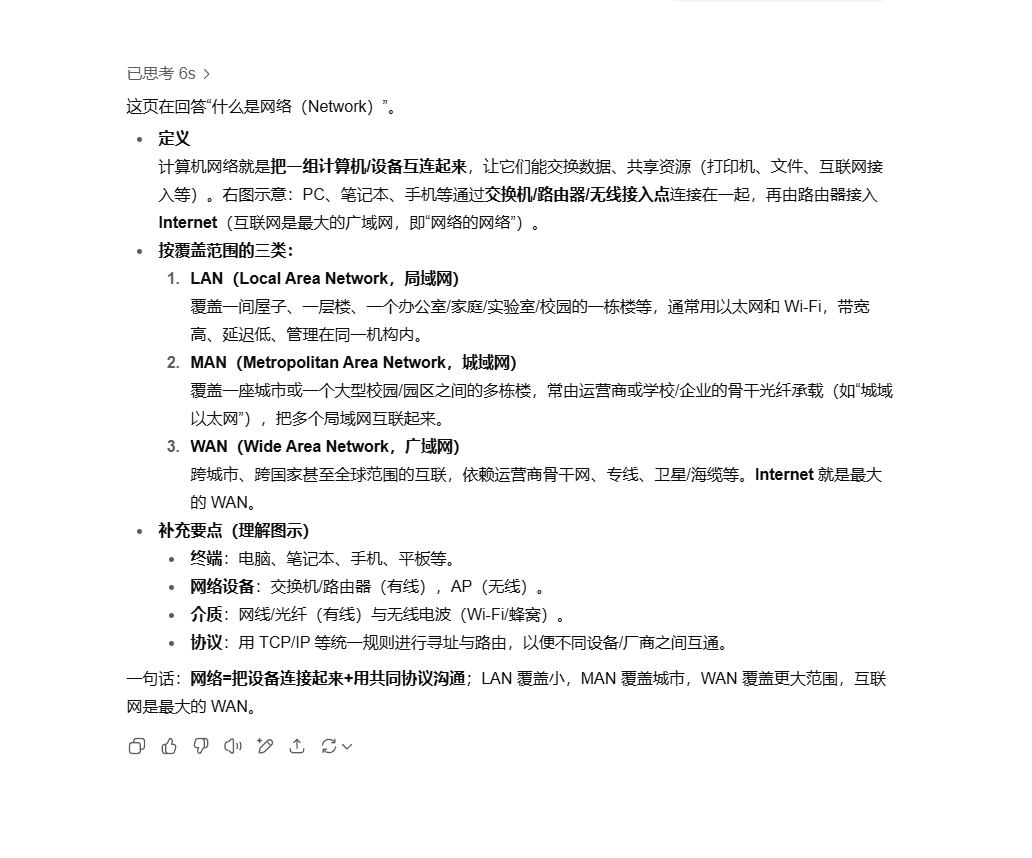 已思考 6s
这页在回答“什么是网络（Network）”。
定义
计算机网络就是把一组计算机/设备互连起来，让它们能交换数据、共享资源（打印机、文件、互联网接
入等）。右图示意：PC、笔记本、手机等通过交换机/路由器/无线接入点连接在一起，再由路由器接入
Internet（互联网是最大的广域网，即“网络的网络”）。
按覆盖范围的三类：
1. LAN（Local Area Network，局域网）
覆盖一间屋子、一层楼、一个办公室/家庭/实验室/校园的一栋楼等，通常用以太网和 Wi-Fi，带宽
高、延迟低、管理在同一机构内。
2. MAN（Metropolitan Area Network，城域网）
覆盖一座城市或一个大型校园/园区之间的多栋楼，常由运营商或学校/企业的骨干光纤承载（如“城域
以太网”），把多个局域网互联起来。
3. WAN（Wide Area Network，广域网）
跨城市、跨国家甚至全球范围的互联，依赖运营商骨干网、专线、卫星/海缆等。Internet 就是最大
的 WAN。
补充要点（理解图示）
终端：电脑、笔记本、手机、平板等。
网络设备：交换机/路由器（有线），AP（无线）。
介质：网线/光纤（有线）与无线电波（Wi-Fi/蜂窝）。
协议：用 TCP/IP 等统一规则进行寻址与路由，以便不同设备/厂商之间互通。
一句话：网络=把设备连接起来+用共同协议沟通；LAN 覆盖小，MAN 覆盖城市，WAN 覆盖更大范围，互联
网是最大的 WAN。